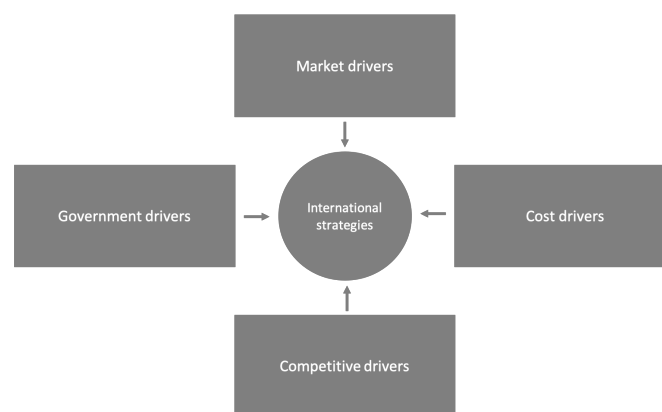 Market drivers
Government drivers
International
strategies
Cost drivers
Competitive drivers